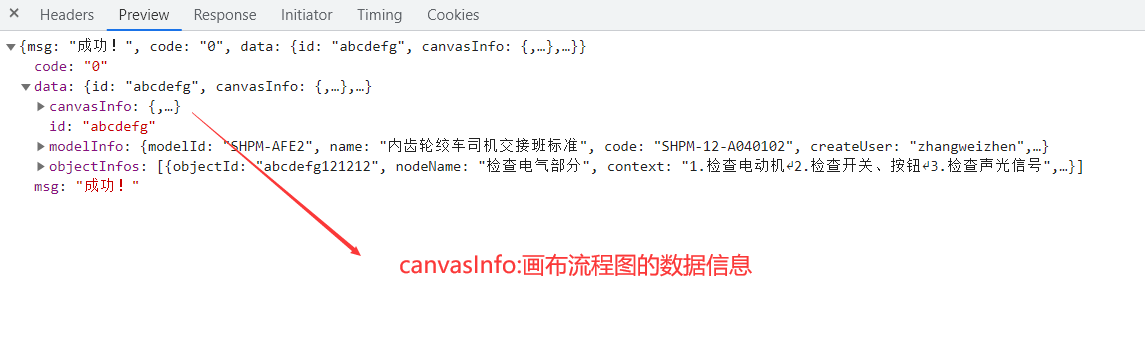 × Headers Preview Response Initiator Timing Cookies
▼{msg: "成功！", code: "0", data: {id: "abcdefg", canvasInfo: {,…},…}}
code: "0"
▼data: {id: "abcdefg", canvasInfo: {,…},…}
▶canvasInfo: {,…}
id: "abcdefg"
▶modelInfo: {modelId: "SHPM-AFE2", name: "内齿轮绞车司机交接班标准", code: "SHPM-12-A040102", createUser: "zhangweizhen",…}
▶objectInfos: [{objectId: "abcdefg121212", nodeName: "检查电气部分", context: "1.检查电动机↵2.检查开关、按钮↵3.检查声光信号",…}]
msg: "成功！"
canvasInfo:画布流程图的数据信息